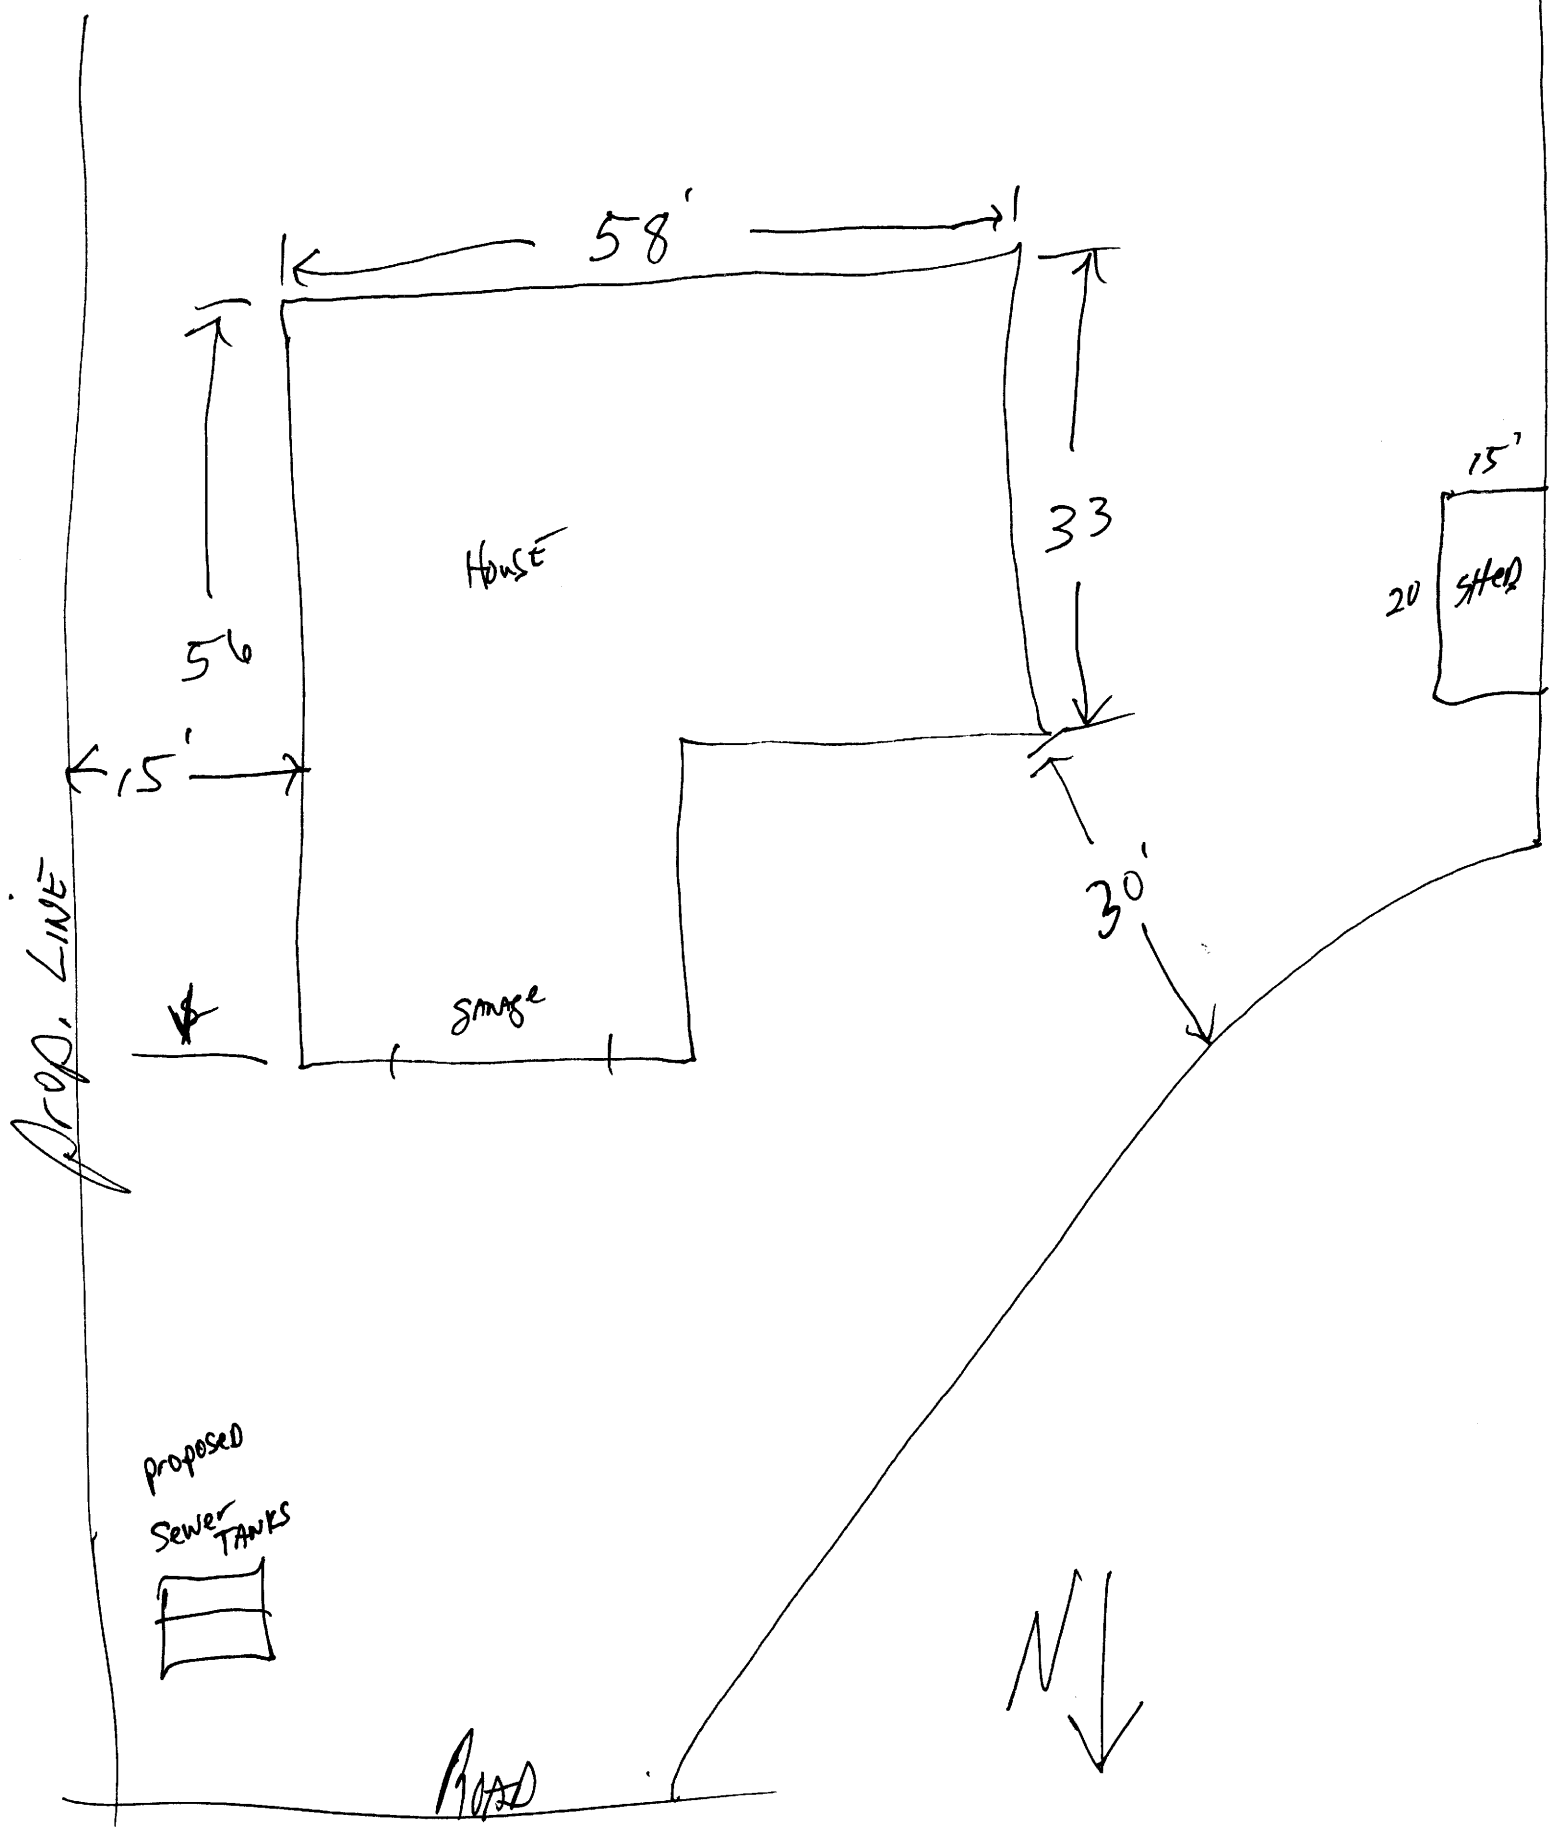 58'
15'
33
House
20
SHED
56
15'
30'
Prop. LINE
garage
proposed
sewer TANKS
N
ROAD